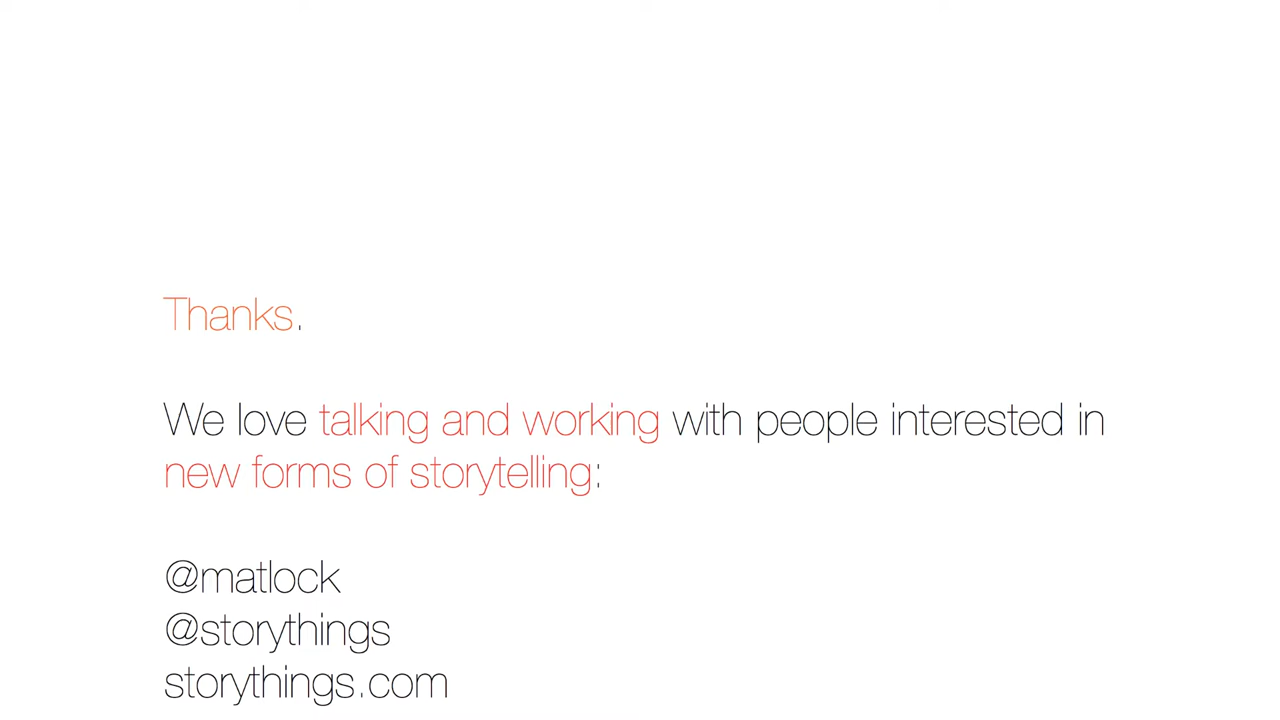 Thanks.
We love talking and working with people interested in
new forms of storytelling:
@matlock
@storythings
storythings.com